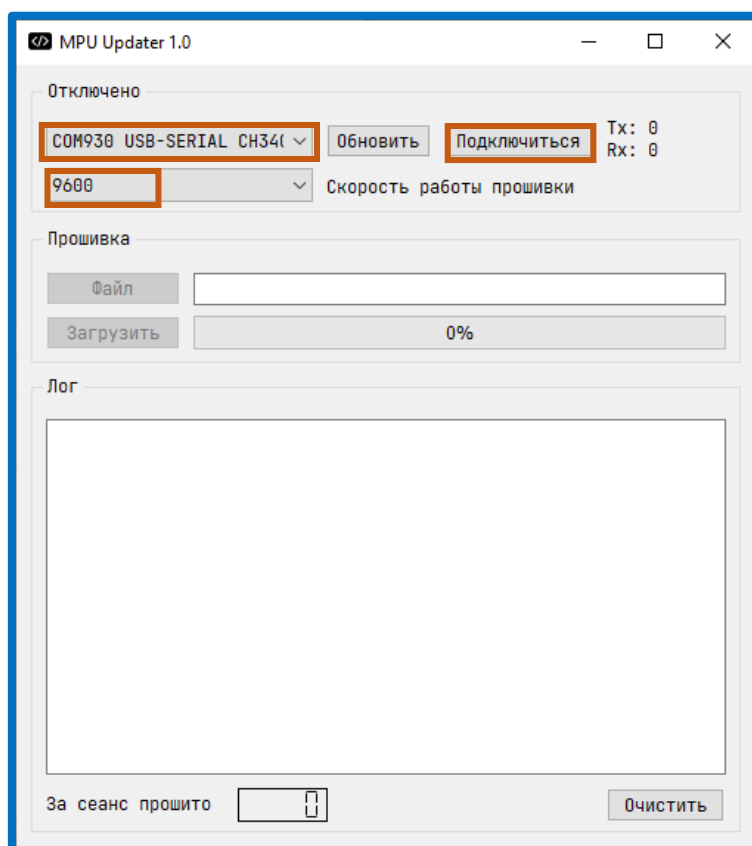 MPU Updater 1.0
Отключено
COM930 USB-SERIAL CH34(
Обновить
Подключиться
Tx: 0
Rx: 0
9600
Скорость работы прошивки
Прошивка
Файл
Загрузить
0%
Лог
За сеанс прошито
0
Очистить